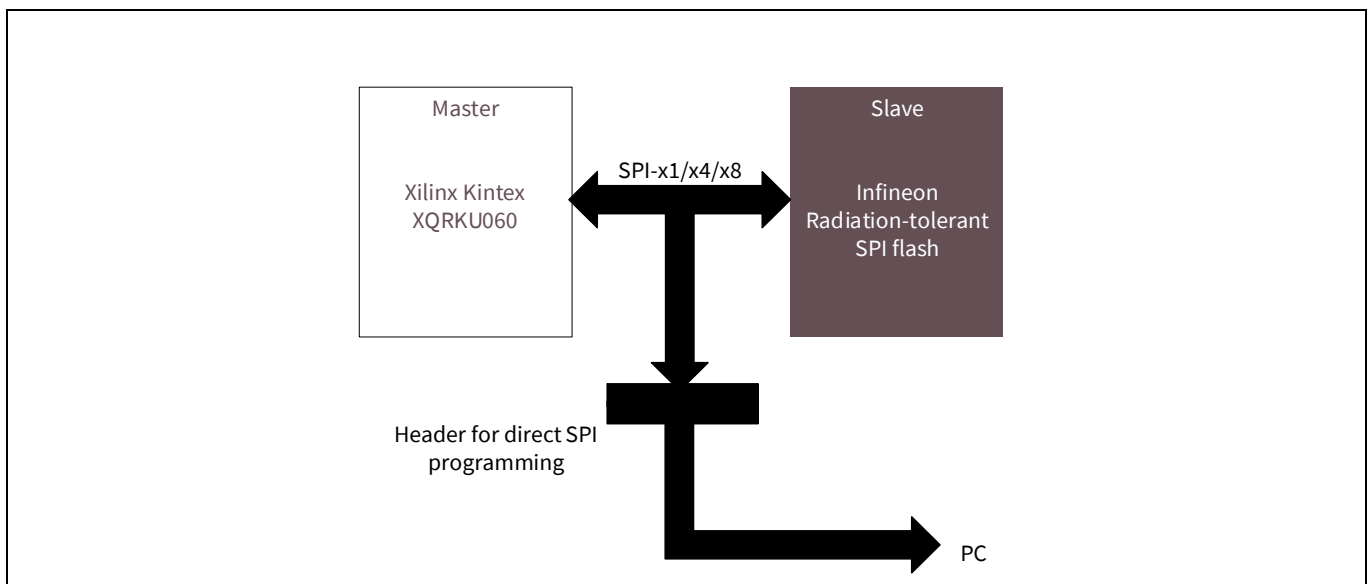 Master
Xilinx Kintex
XQRKU060
SPI-x1/x4/x8
Slave
Infineon
Radiation-tolerant
SPI flash
Header for direct SPI
programming
PC